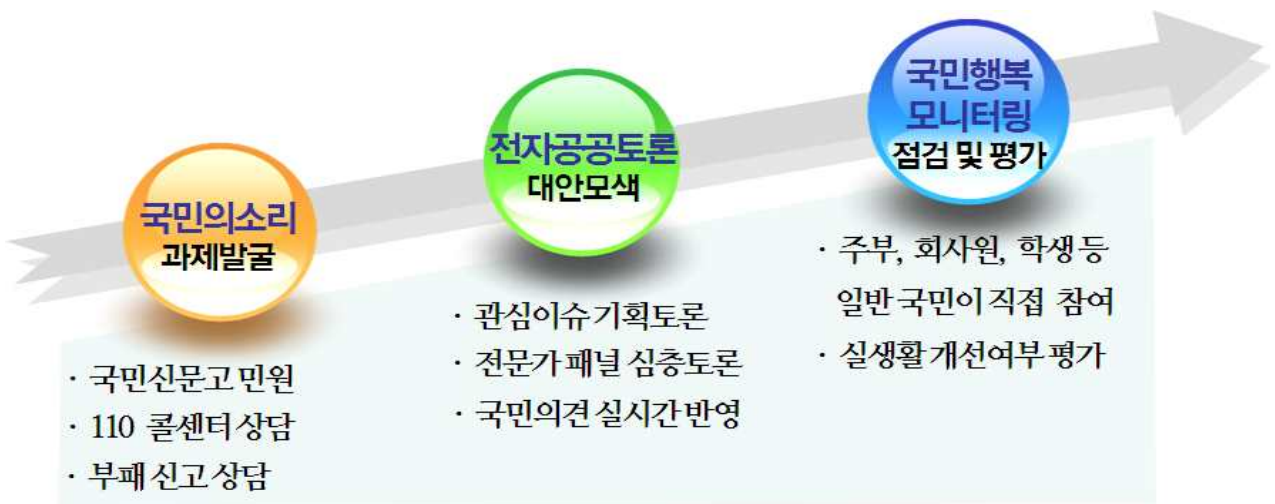 국민의소리
과제발굴
· 국민신문고 민원
· 110 콜센터 상담
· 부패 신고 상담
전자공공토론
대안모색
· 관심이슈 기획토론
· 전문가 패널 심층토론
· 국민의견 실시간 반영
국민행복
모니터링
점검 및 평가
· 주부, 회사원, 학생 등
일반 국민이 직접 참여
· 실생활 개선여부 평가